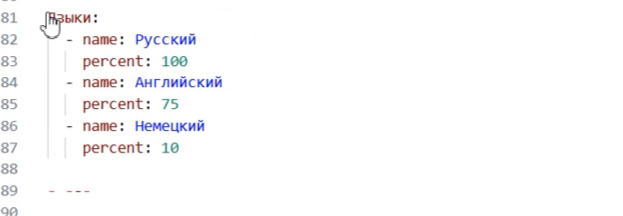 81 Языки:
82 - name: Русский
83 percent: 100
84 - name: Английский
85 percent: 75
86 - name: Немецкий
87 percent: 10
88
89 - ---
90